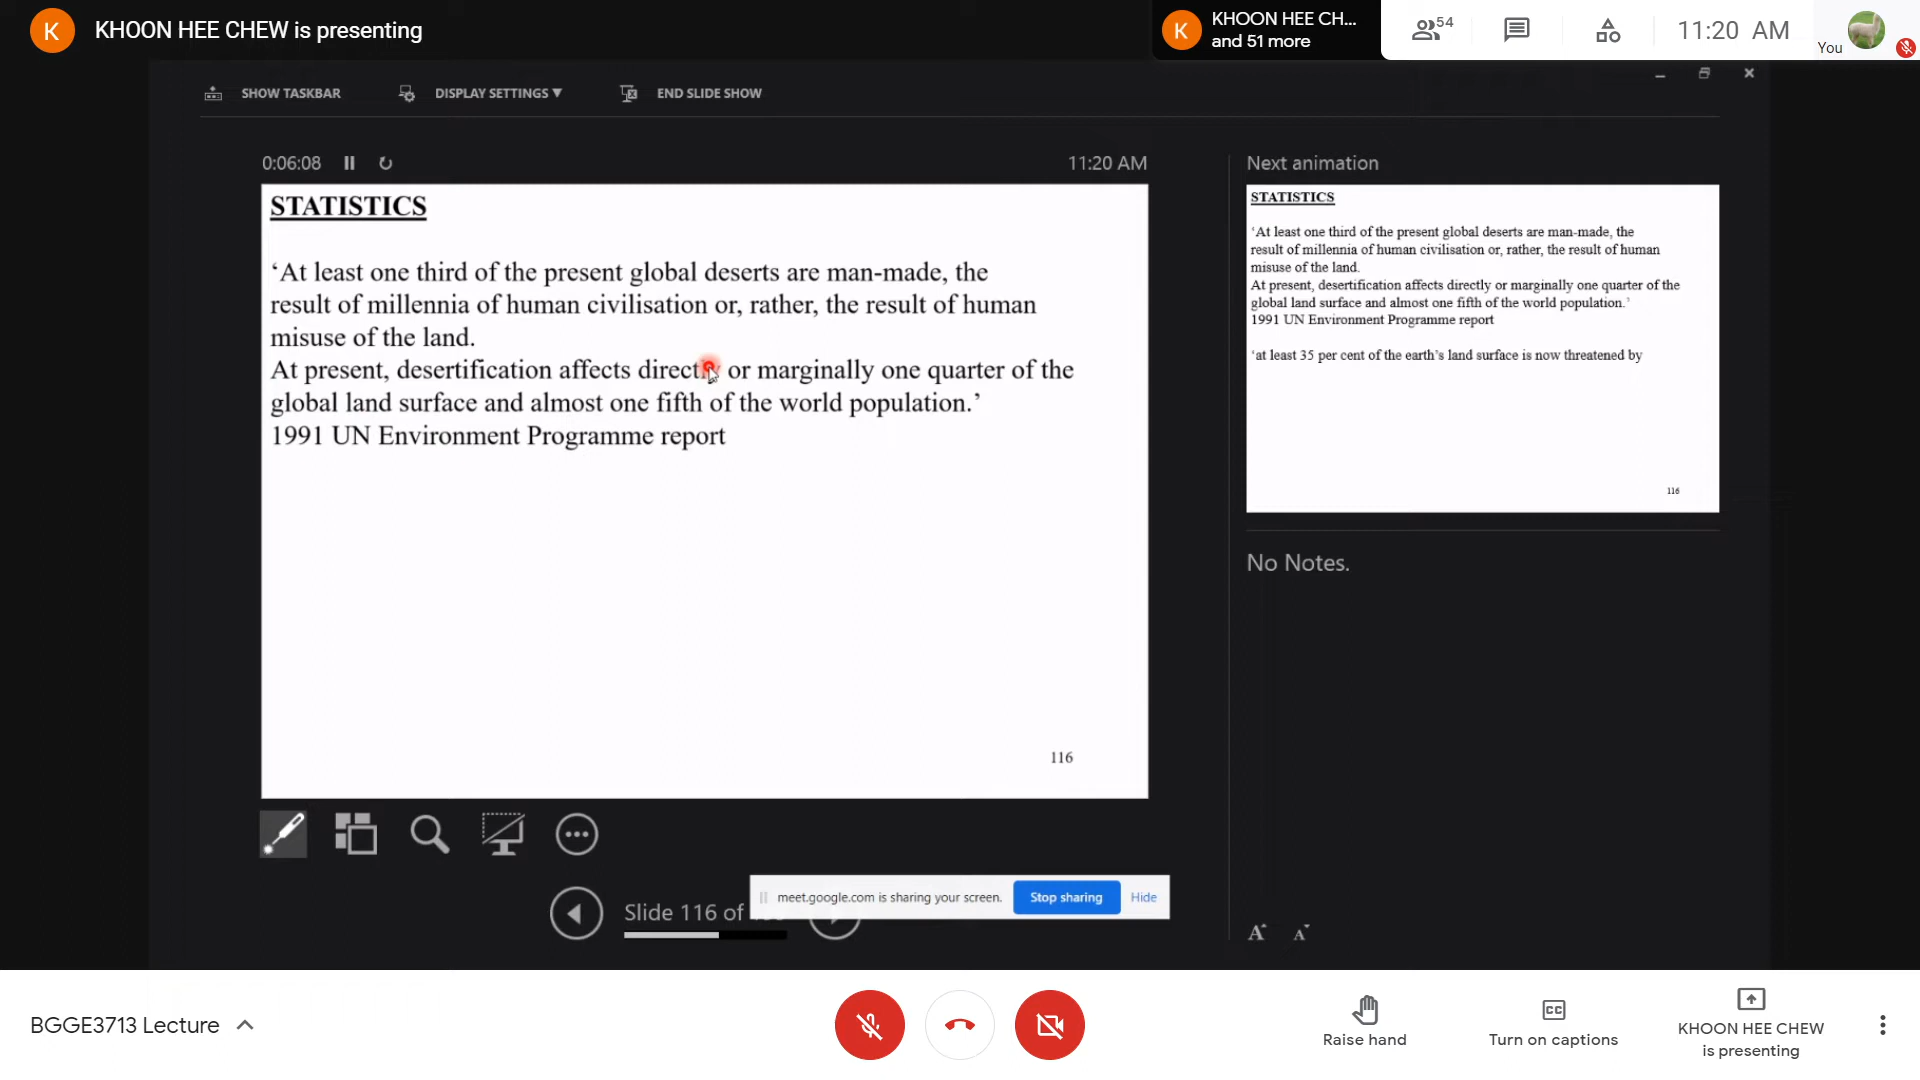 K
KHOON HEE CHEW is presenting
K
KHOON HEE CH...
and 51 more
54
11:20 AM
You
SHOW TASKBAR
DISPLAY SETTINGS ▼
END SLIDE SHOW
0:06:08
11:20 AM
STATISTICS
‘At least one third of the present global deserts are man-made, the
result of millennia of human civilisation or, rather, the result of human
misuse of the land.
At present, desertification affects directly or marginally one quarter of the
global land surface and almost one fifth of the world population.’
1991 UN Environment Programme report
116
Next animation
STATISTICS
‘At least one third of the present global deserts are man-made, the
result of millennia of human civilisation or, rather, the result of human
misuse of the land.
At present, desertification affects directly or marginally one quarter of the
global land surface and almost one fifth of the world population.’
1991 UN Environment Programme report
‘at least 35 per cent of the earth’s land surface is now threatened by
116
No Notes.
Slide 116 of
meet.google.com is sharing your screen.
Stop sharing
Hide
A A
BGGE3713 Lecture
Raise hand
CC
Turn on captions
KHOON HEE CHEW
is presenting